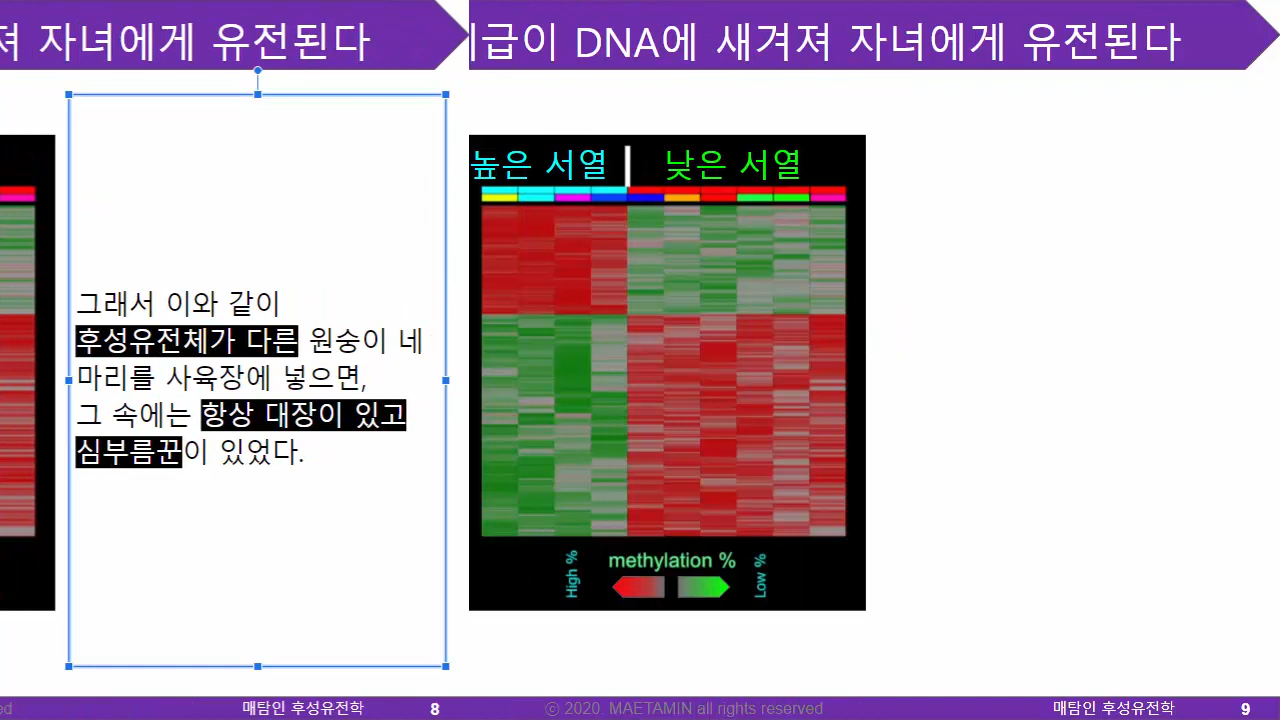 져 자녀에게 유전된다
그래서 이와 같이
후성유전체가 다른 원숭이 네
마리를 사육장에 넣으면,
그 속에는 항상 대장이 있고
심부름꾼이 있었다.
매탐인 후성유전학 8
급이 DNA에 새겨져 자녀에게 유전된다
높은 서열 낮은 서열
High % methylation % Low %
© 2020. MAETAMIN all rights reserved 매탐인 후성유전학 9